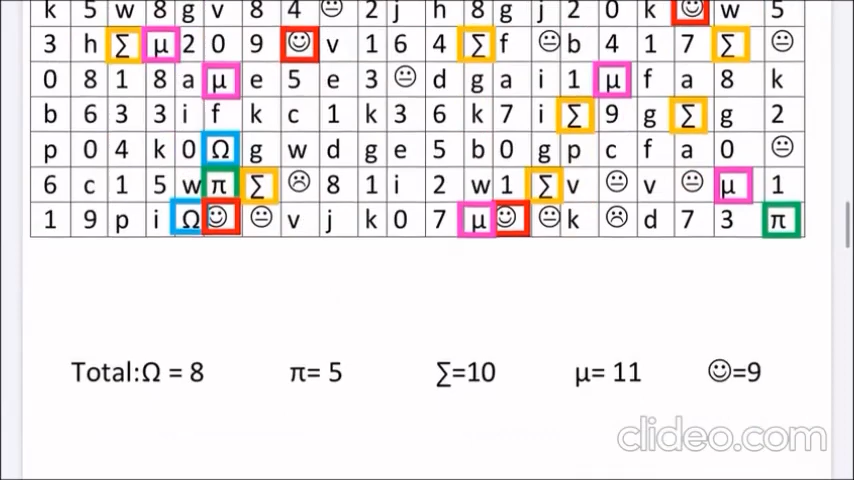 k 5 w 8 g v 8 4 😐 2 j h 8 g j 2 0 k ☺ w 5
3 h ∑ µ 2 0 9 ☺ v 1 6 4 ∑ f 😐 b 4 1 7 ∑ 😐
0 8 1 8 a µ e 5 e 3 😐 d g a i 1 µ f a 8 k
b 6 3 3 i f k c 1 k 3 6 k 7 i ∑ 9 g ∑ g 2
p 0 4 k 0 Ω g w d g e 5 b 0 g p c f a 0 😐
6 c 1 5 w π ∑ ☹ 8 1 i 2 w 1 ∑ v 😐 v 😐 µ 1
1 9 p i Ω ☺ 😐 v j k 0 7 µ ☺ 😐 k ☹ d 7 3 π
Total:Ω = 8 π= 5 ∑=10 µ= 11 ☺=9
clideo.com